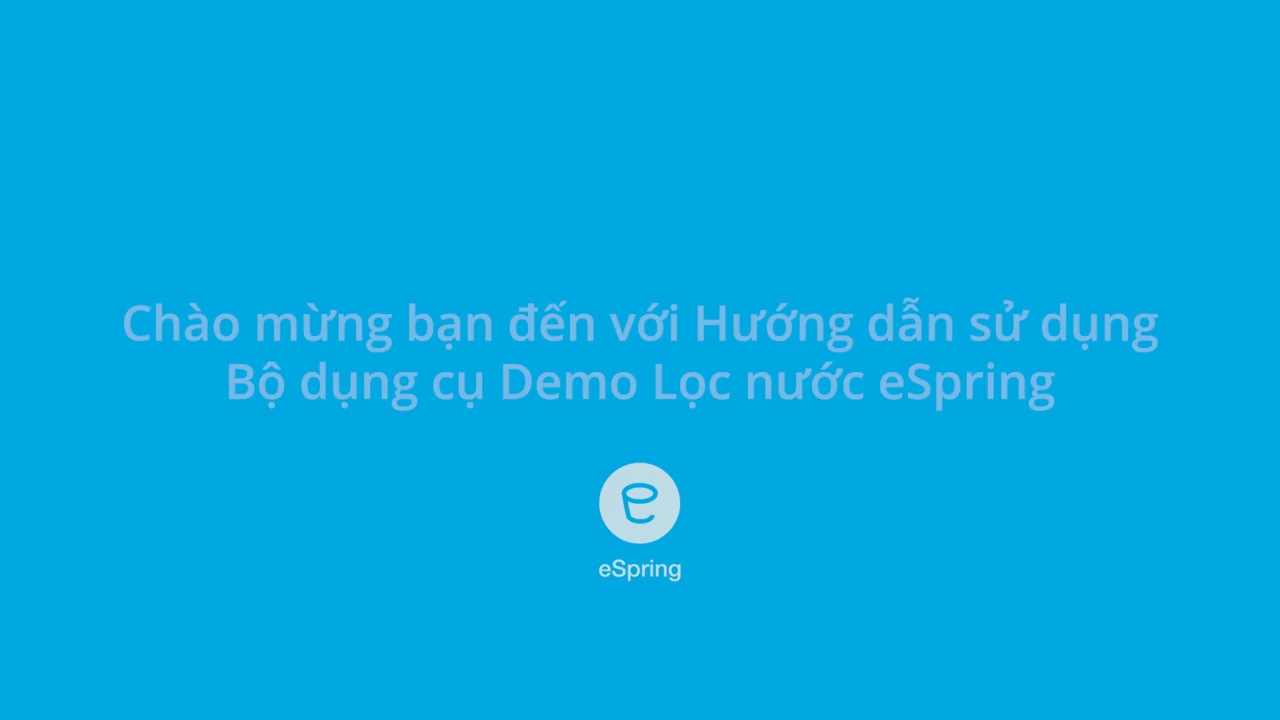 Chào mừng bạn đến với Hướng dẫn sử dụng
Bộ dụng cụ Demo Lọc nước eSpring
eSpring